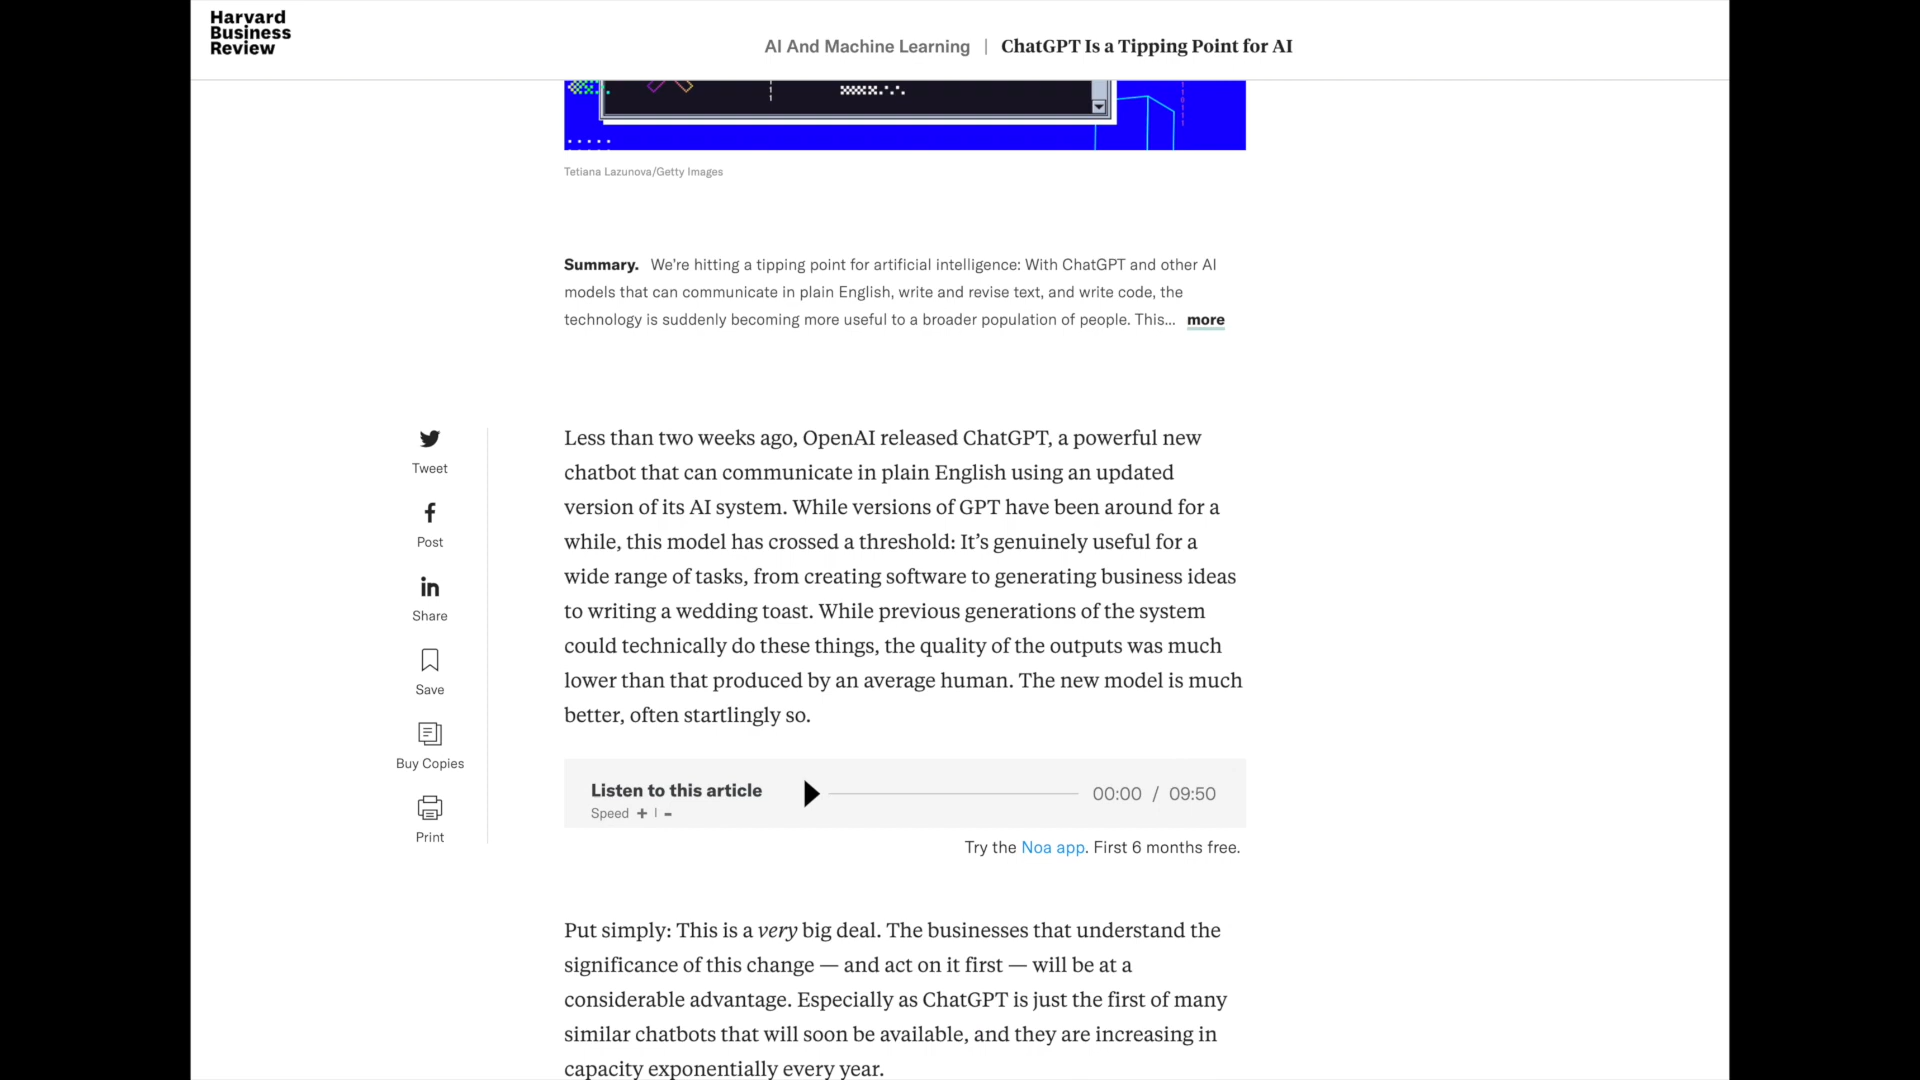 Harvard
Business
Review
AI And Machine Learning | ChatGPT Is a Tipping Point for AI
Tetiana Lazunova/Getty Images
Summary. We’re hitting a tipping point for artificial intelligence: With ChatGPT and other AI
models that can communicate in plain English, write and revise text, and write code, the
technology is suddenly becoming more useful to a broader population of people. This... more
Tweet
Post
Share
Save
Buy Copies
Print
Less than two weeks ago, OpenAI released ChatGPT, a powerful new
chatbot that can communicate in plain English using an updated
version of its AI system. While versions of GPT have been around for a
while, this model has crossed a threshold: It’s genuinely useful for a
wide range of tasks, from creating software to generating business ideas
to writing a wedding toast. While previous generations of the system
could technically do these things, the quality of the outputs was much
lower than that produced by an average human. The new model is much
better, often startlingly so.
Listen to this article
Speed + | -
00:00 / 09:50
Try the Noa app. First 6 months free.
Put simply: This is a very big deal. The businesses that understand the
significance of this change — and act on it first — will be at a
considerable advantage. Especially as ChatGPT is just the first of many
similar chatbots that will soon be available, and they are increasing in
capacity exponentially every year.